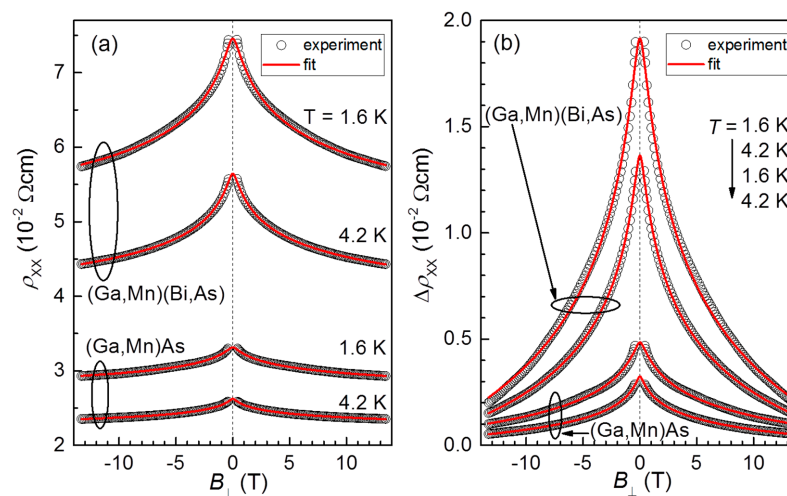 (a)
experiment
fit
T = 1.6 K
4.2 K
(Ga,Mn)(Bi,As)
(Ga,Mn)As
1.6 K
4.2 K
7
6
5
4
3
2
ρXX (10⁻² Ωcm)
-10 -5 0 5 10
B⊥ (T)
(b)
experiment
fit
(Ga,Mn)(Bi,As)
T = 1.6 K
4.2 K
1.6 K
4.2 K
(Ga,Mn)As
2.0
1.5
1.0
0.5
0.0
Δρxx (10⁻² Ωcm)
-10 -5 0 5 10
B⊥ (T)